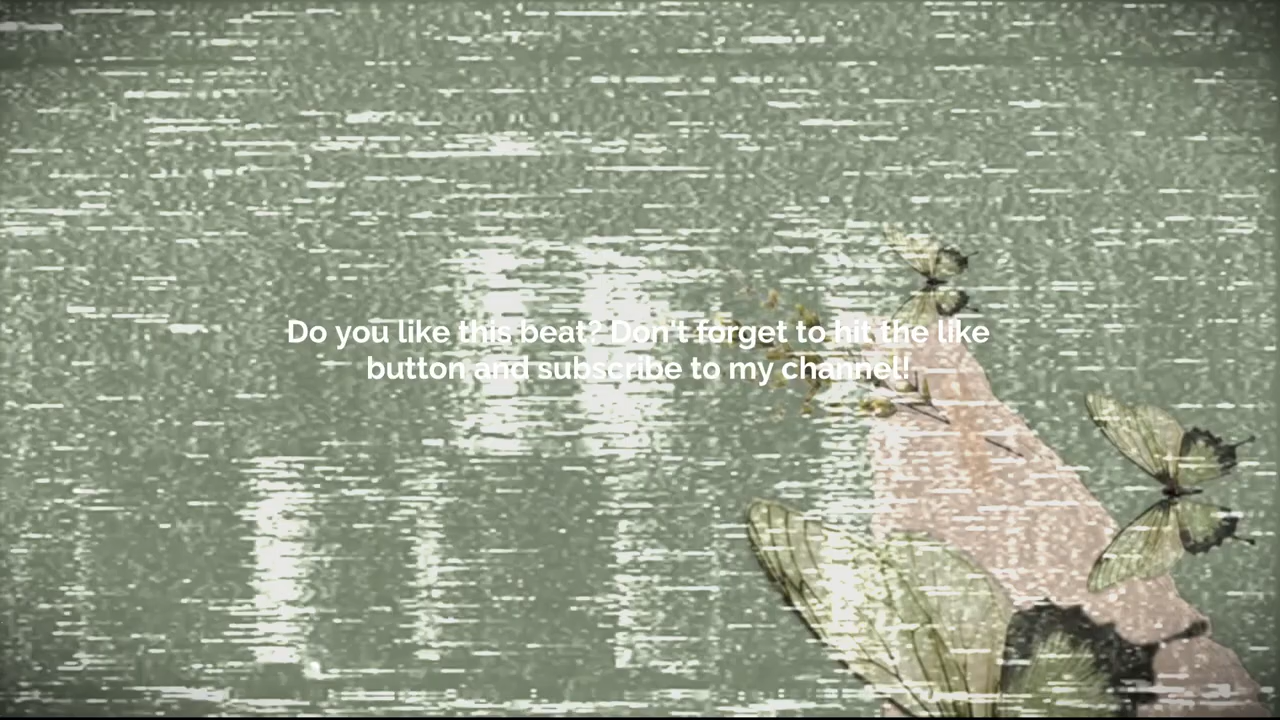 Do you like this beat? Don't forget to hit the like
button and subscribe to my channel!